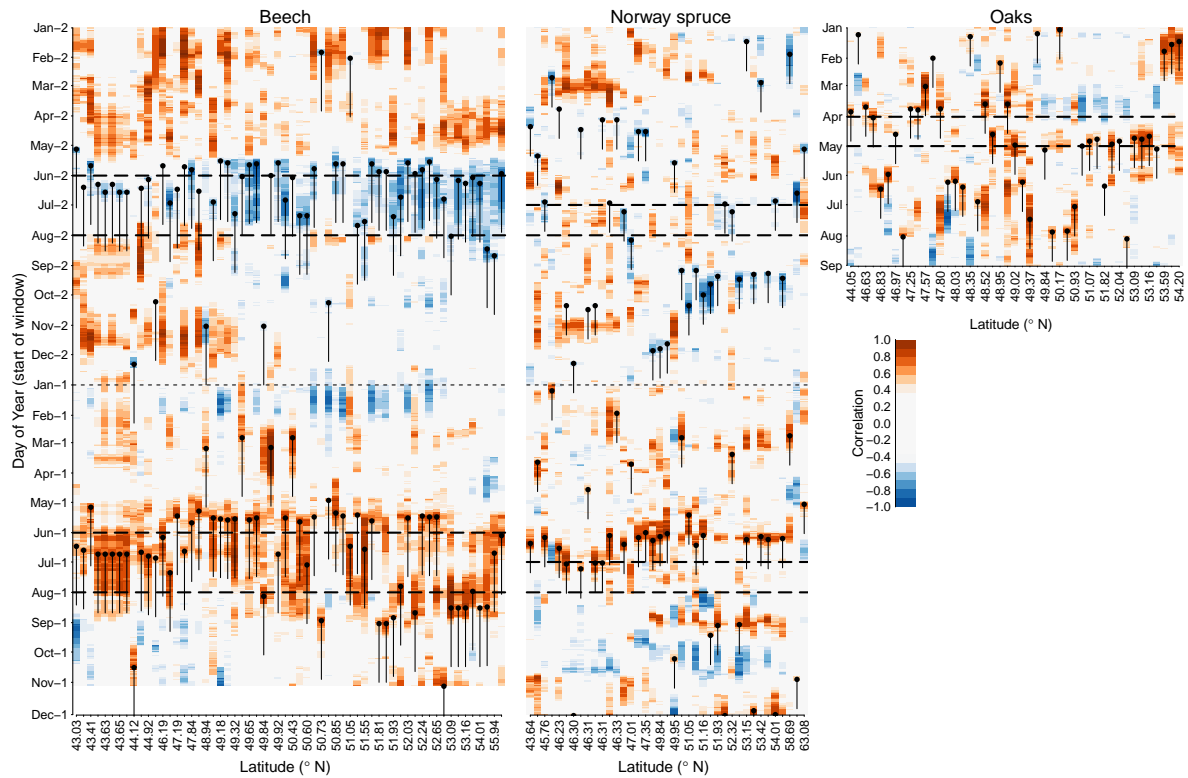 Beech
Norway spruce
Oaks
Day of Year (start of window)
Jan−2
Feb−2
Mar−2
Apr−2
May−2
Jun−2
Jul−2
Aug−2
Sep−2
Oct−2
Nov−2
Dec−2
Jan−1
Feb−1
Mar−1
Apr−1
May−1
Jun−1
Jul−1
Aug−1
Sep−1
Oct−1
Nov−1
Dec−1
43.03
43.41
43.63
43.65
44.12
44.92
46.19
47.19
47.84
48.94
49.18
49.32
49.65
49.84
49.92
50.43
50.60
50.73
50.85
51.05
51.55
51.81
51.93
52.03
52.24
52.65
53.09
53.16
54.01
55.94
Latitude (° N)
43.64
45.76
46.23
46.30
46.31
46.31
46.33
47.01
47.35
49.84
49.95
51.05
51.16
51.93
52.32
53.15
53.42
54.01
58.69
63.08
Latitude (° N)
Jan
Feb
Mar
Apr
May
Jun
Jul
Aug
Sep
44.05
46.63
46.83
46.97
47.25
47.57
47.80
48.03
48.35
48.52
49.02
49.37
49.84
50.93
51.07
51.82
52.04
53.09
53.16
53.59
54.20
Latitude (° N)
Correlation
1.0
0.8
0.6
0.4
0.2
0.0
−0.2
−0.4
−0.6
−0.8
−1.0